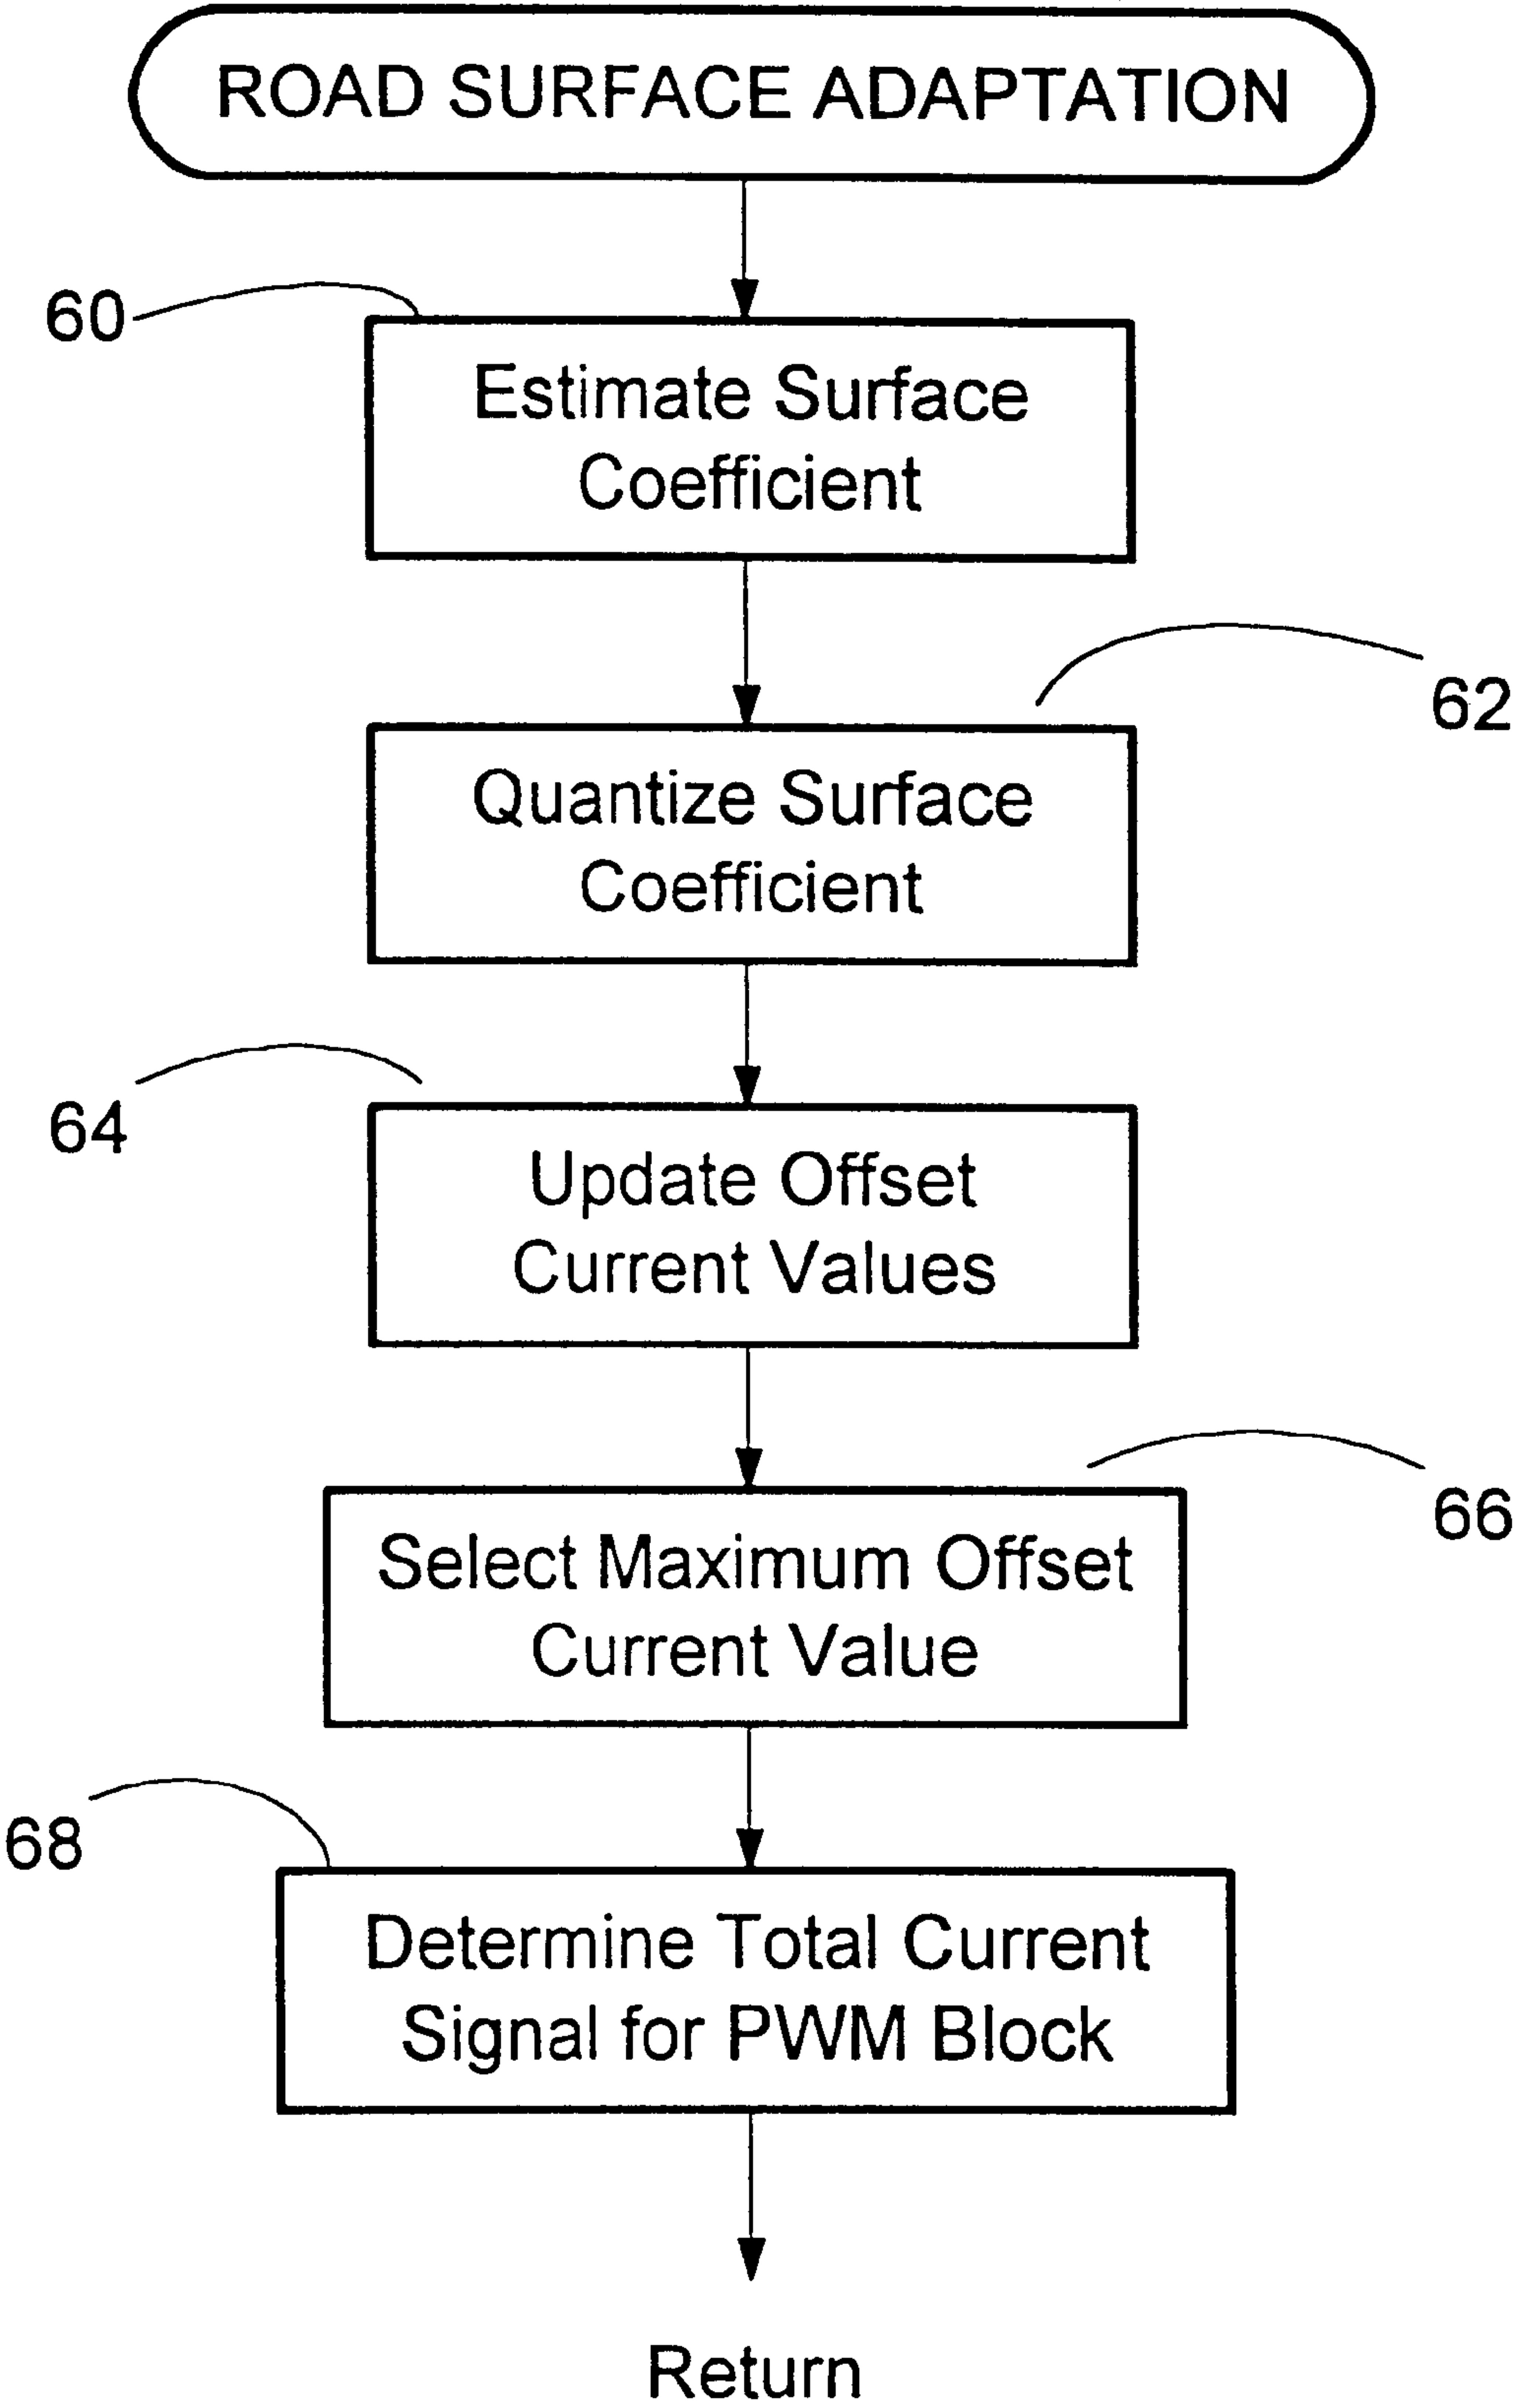 ROAD SURFACE ADAPTATION
60
Estimate Surface
Coefficient
62
Quantize Surface
Coefficient
64
Update Offset
Current Values
66
Select Maximum Offset
Current Value
68
Determine Total Current
Signal for PWM Block
Return